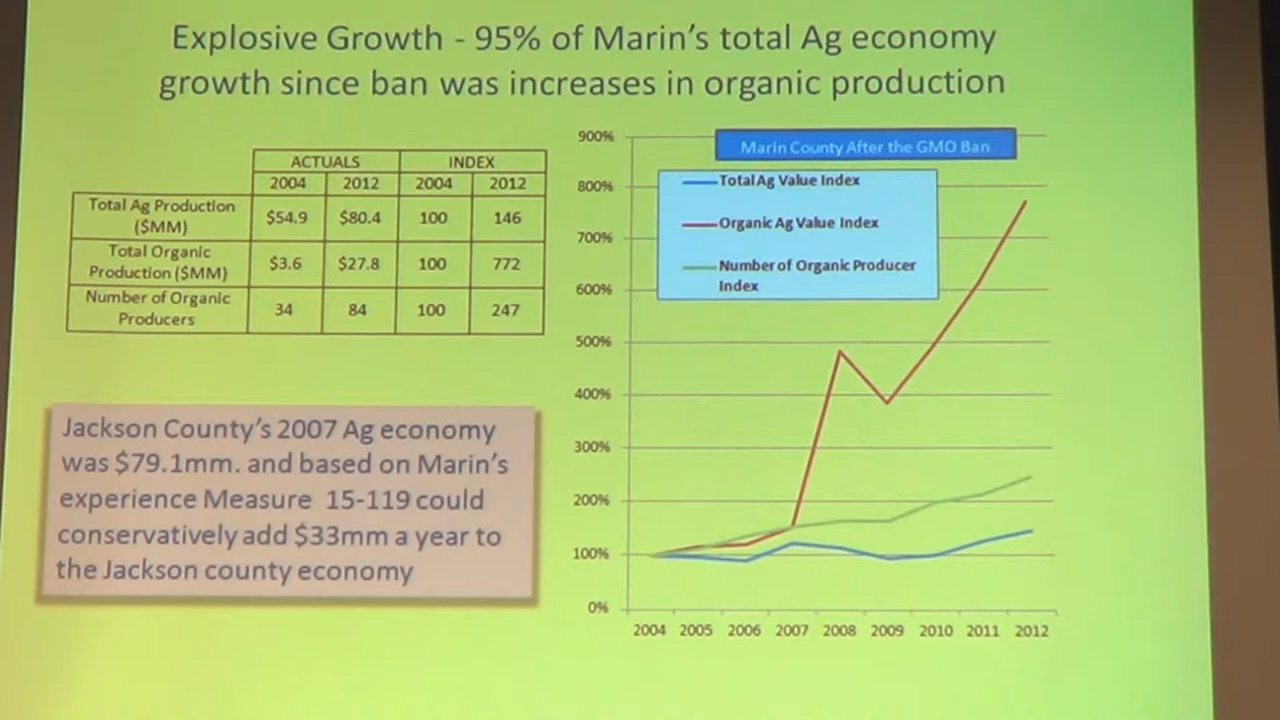 Explosive Growth - 95% of Marin's total Ag economy
growth since ban was increases in organic production
ACTUALS INDEX
2004 2012 2004 2012
Total Ag Production
($MM)
$54.9 $80.4 100 146
Total Organic
Production ($MM)
$3.6 $27.8 100 772
Number of Organic
Producers
34 84 100 247
Jackson County's 2007 Ag economy
was $79.1mm. and based on Marin's
experience Measure 15-119 could
conservatively add $33mm a year to
the Jackson county economy
Marin County After the GMO Ban
Total Ag Value Index
Organic Ag Value Index
Number of Organic Producer
Index
900%
800%
700%
600%
500%
400%
300%
200%
100%
0%
2004 2005 2006 2007 2008 2009 2010 2011 2012